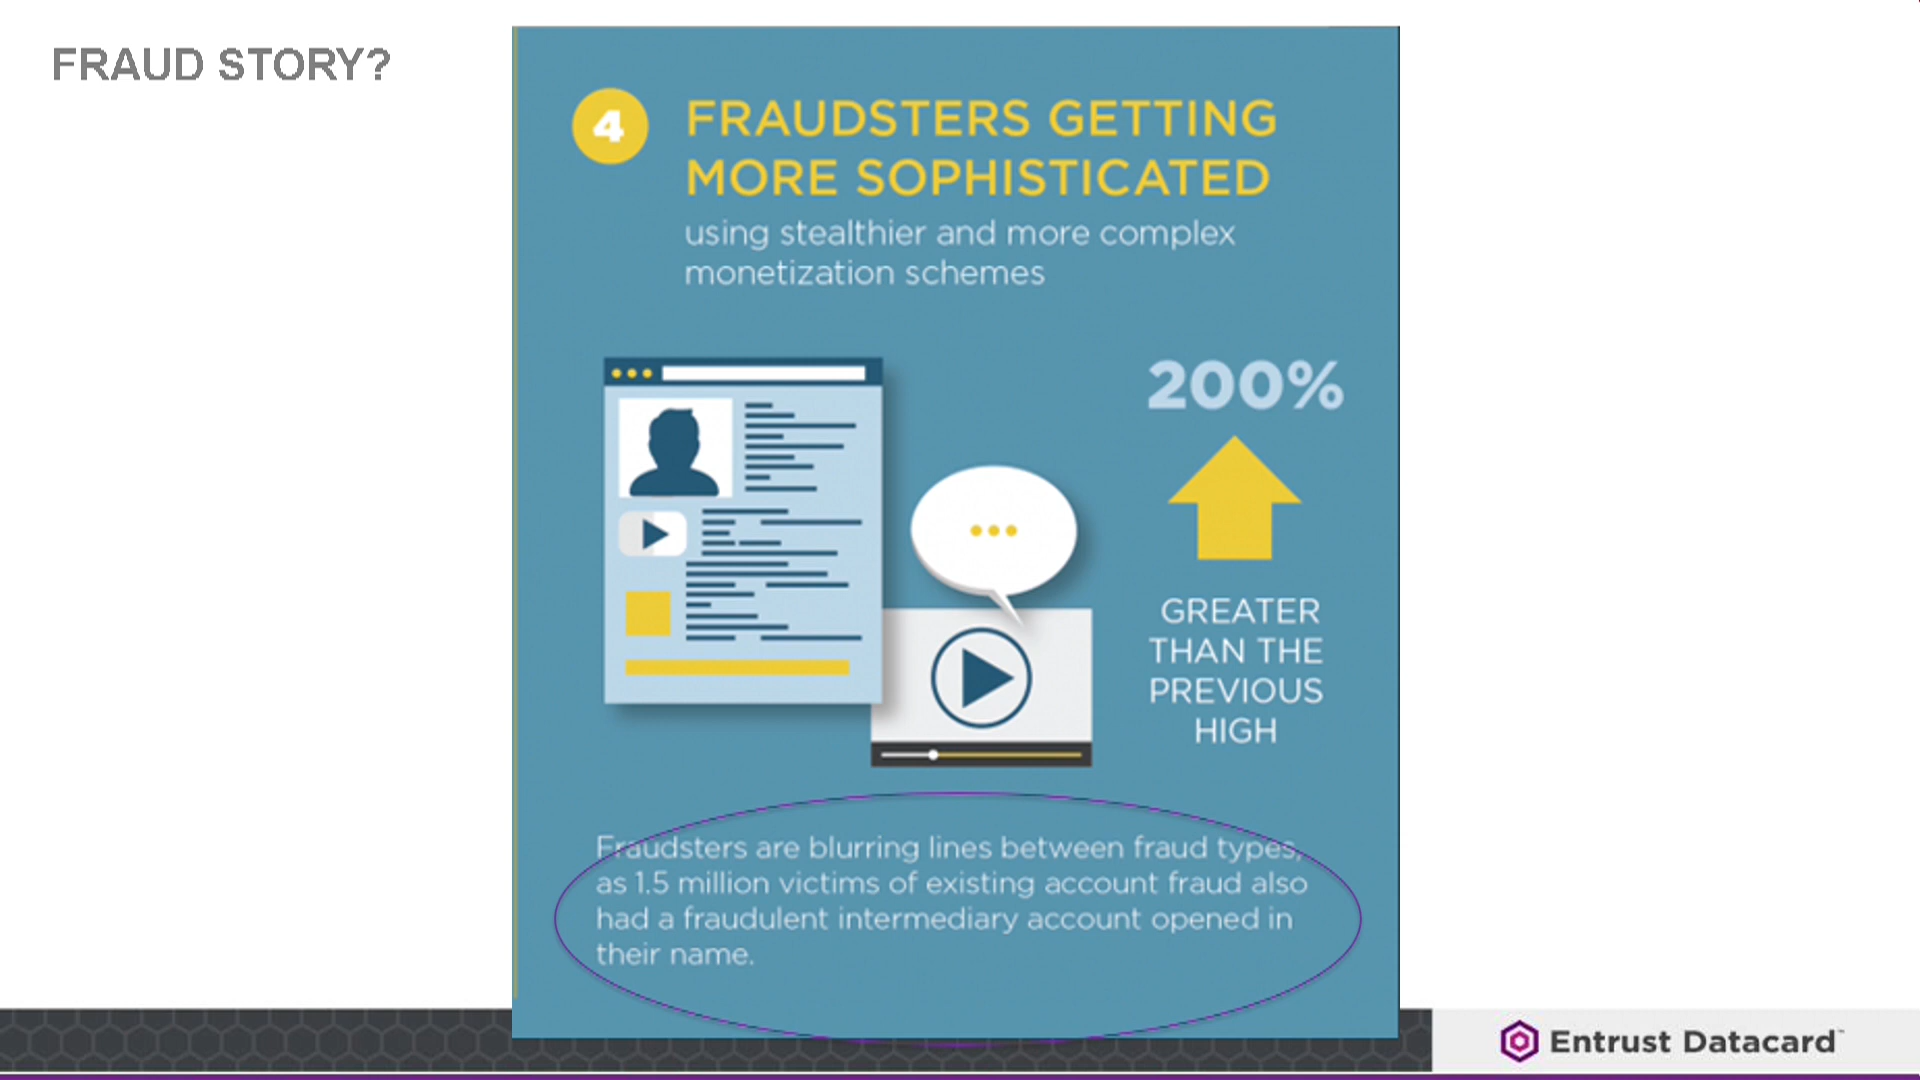 FRAUD STORY?
4
FRAUDSTERS GETTING
MORE SOPHISTICATED
using stealthier and more complex
monetization schemes
200%
GREATER
THAN THE
PREVIOUS
HIGH
Fraudsters are blurring lines between fraud types,
as 1.5 million victims of existing account fraud also
had a fraudulent intermediary account opened in
their name.
Entrust Datacard™